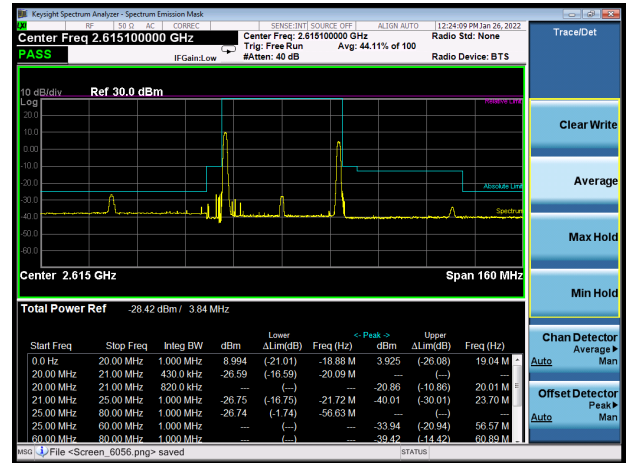 Keysight Spectrum Analyzer - Spectrum Emission Mask
RF 50 Ω AC CORREC SENSE:INT SOURCE OFF ALIGN AUTO 12:24:09 PM Jan 26, 2022
Center Freq 2.615100000 GHz
Center Freq: 2.615100000 GHz
Radio Std: None
Trig: Free Run Avg: 44.11% of 100
PASS
IFGain:Low
#Atten: 40 dB
Radio Device: BTS
Trace/Det
10 dB/div Ref 30.0 dBm
Log
Relative Limit
20.0
10.0
0.00
-10.0
-20.0
-30.0
-40.0
-50.0
-60.0
Absolute Limit
Spectrum
Center 2.615 GHz
Span 160 MHz
Clear Write
Average
Max Hold
Min Hold
Chan Detector
Average
Auto Man
Offset Detector
Peak
Auto Man
Total Power Ref -28.42 dBm / 3.84 MHz
Lower <- Peak -> Upper
Start Freq Stop Freq Integ BW dBm ΔLim(dB) Freq (Hz) dBm ΔLim(dB) Freq (Hz)
0.0 Hz 20.00 MHz 1.000 MHz 8.994 (-21.01) -18.88 M 3.925 (-26.08) 19.04 M
20.00 MHz 21.00 MHz 430.0 kHz -26.59 (-16.59) -20.09 M --- (---) ---
20.00 MHz 21.00 MHz 820.0 kHz --- (---) --- -20.86 (-10.86) 20.01 M
21.00 MHz 25.00 MHz 1.000 MHz -26.75 (-16.75) -21.72 M -40.01 (-30.01) 23.70 M
25.00 MHz 80.00 MHz 1.000 MHz -26.74 (-1.74) -56.63 M --- (---) ---
25.00 MHz 60.00 MHz 1.000 MHz --- (---) --- -33.94 (-20.94) 56.57 M
60.00 MHz 80.00 MHz 1.000 MHz --- (---) --- -39.42 (-14.42) 60.89 M
MSG File <Screen_6056.png> saved STATUS